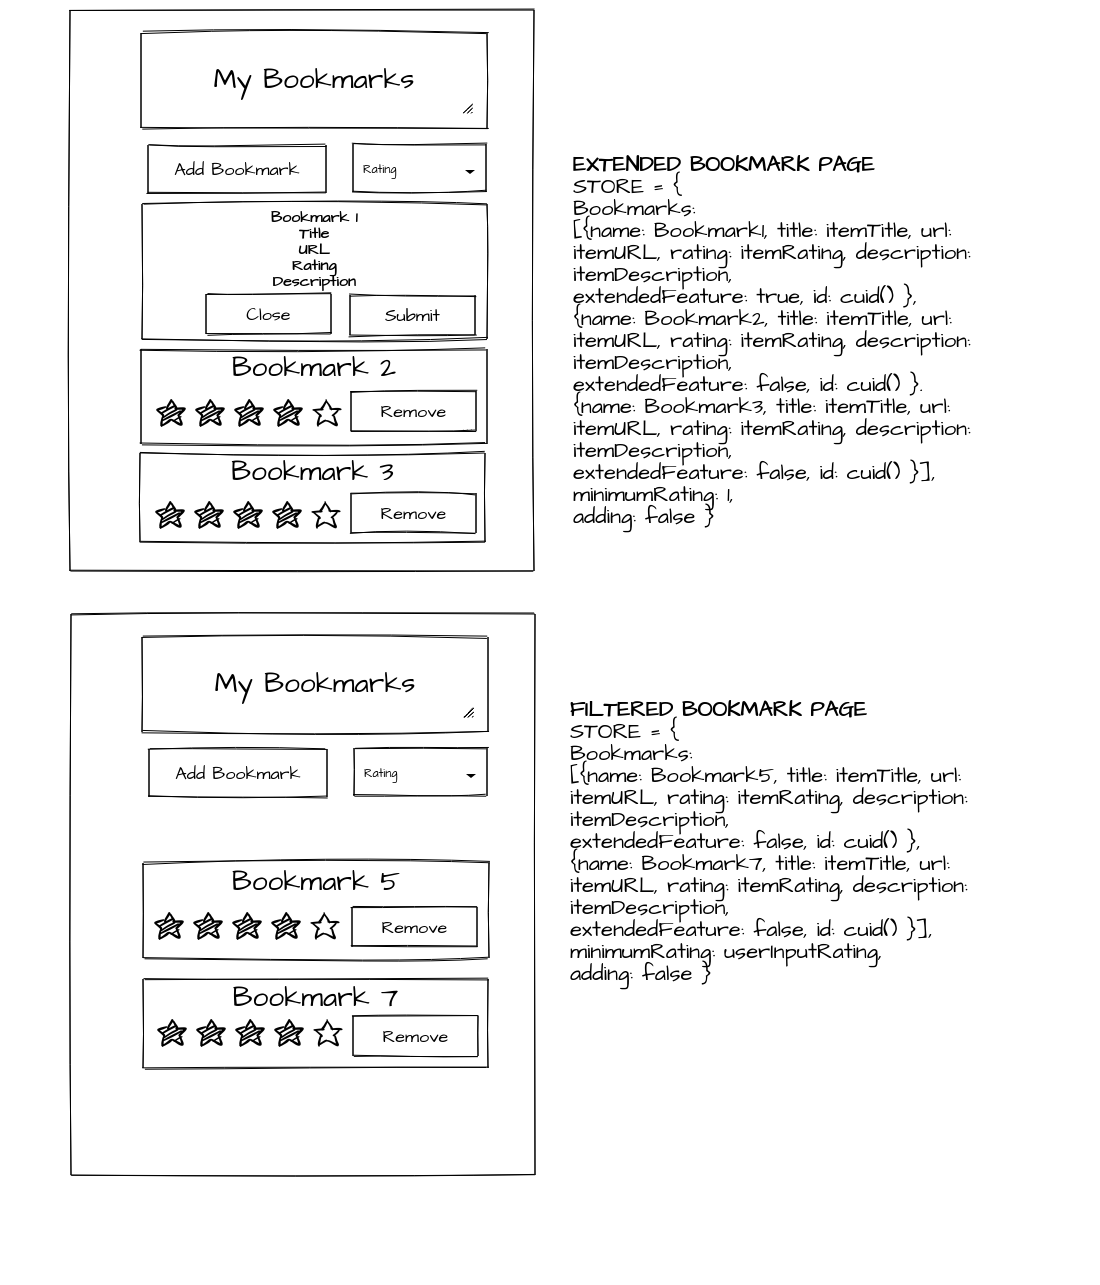 My Bookmarks
Add Bookmark
Rating
Bookmark 1
Title
URL
Rating
Description
Close
Submit
Bookmark 2
Remove
Bookmark 3
Remove
EXTENDED BOOKMARK PAGE
STORE = {
Bookmarks:
[{name: Bookmark1, title: itemTitle, url:
itemURL, rating: itemRating, description:
itemDescription,
extendedFeature: true, id: cuid() },
{name: Bookmark2, title: itemTitle, url:
itemURL, rating: itemRating, description:
itemDescription,
extendedFeature: false, id: cuid() }.
{name: Bookmark3, title: itemTitle, url:
itemURL, rating: itemRating, description:
itemDescription,
extendedFeature: false, id: cuid() }],
minimumRating: 1,
adding: false }
My Bookmarks
Add Bookmark
Rating
Bookmark 5
Remove
Bookmark 7
Remove
FILTERED BOOKMARK PAGE
STORE = {
Bookmarks:
[{name: Bookmark5, title: itemTitle, url:
itemURL, rating: itemRating, description:
itemDescription,
extendedFeature: false, id: cuid() },
{name: Bookmark7, title: itemTitle, url:
itemURL, rating: itemRating, description:
itemDescription,
extendedFeature: false, id: cuid() }],
minimumRating: userInputRating,
adding: false }